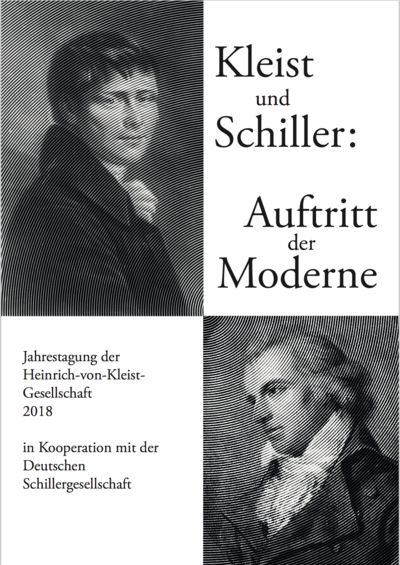 Kleist
und
Schiller:
Auftritt
der
Moderne
Jahrestagung der
Heinrich-von-Kleist-
Gesellschaft
2018
in Kooperation mit der
Deutschen
Schillergesellschaft